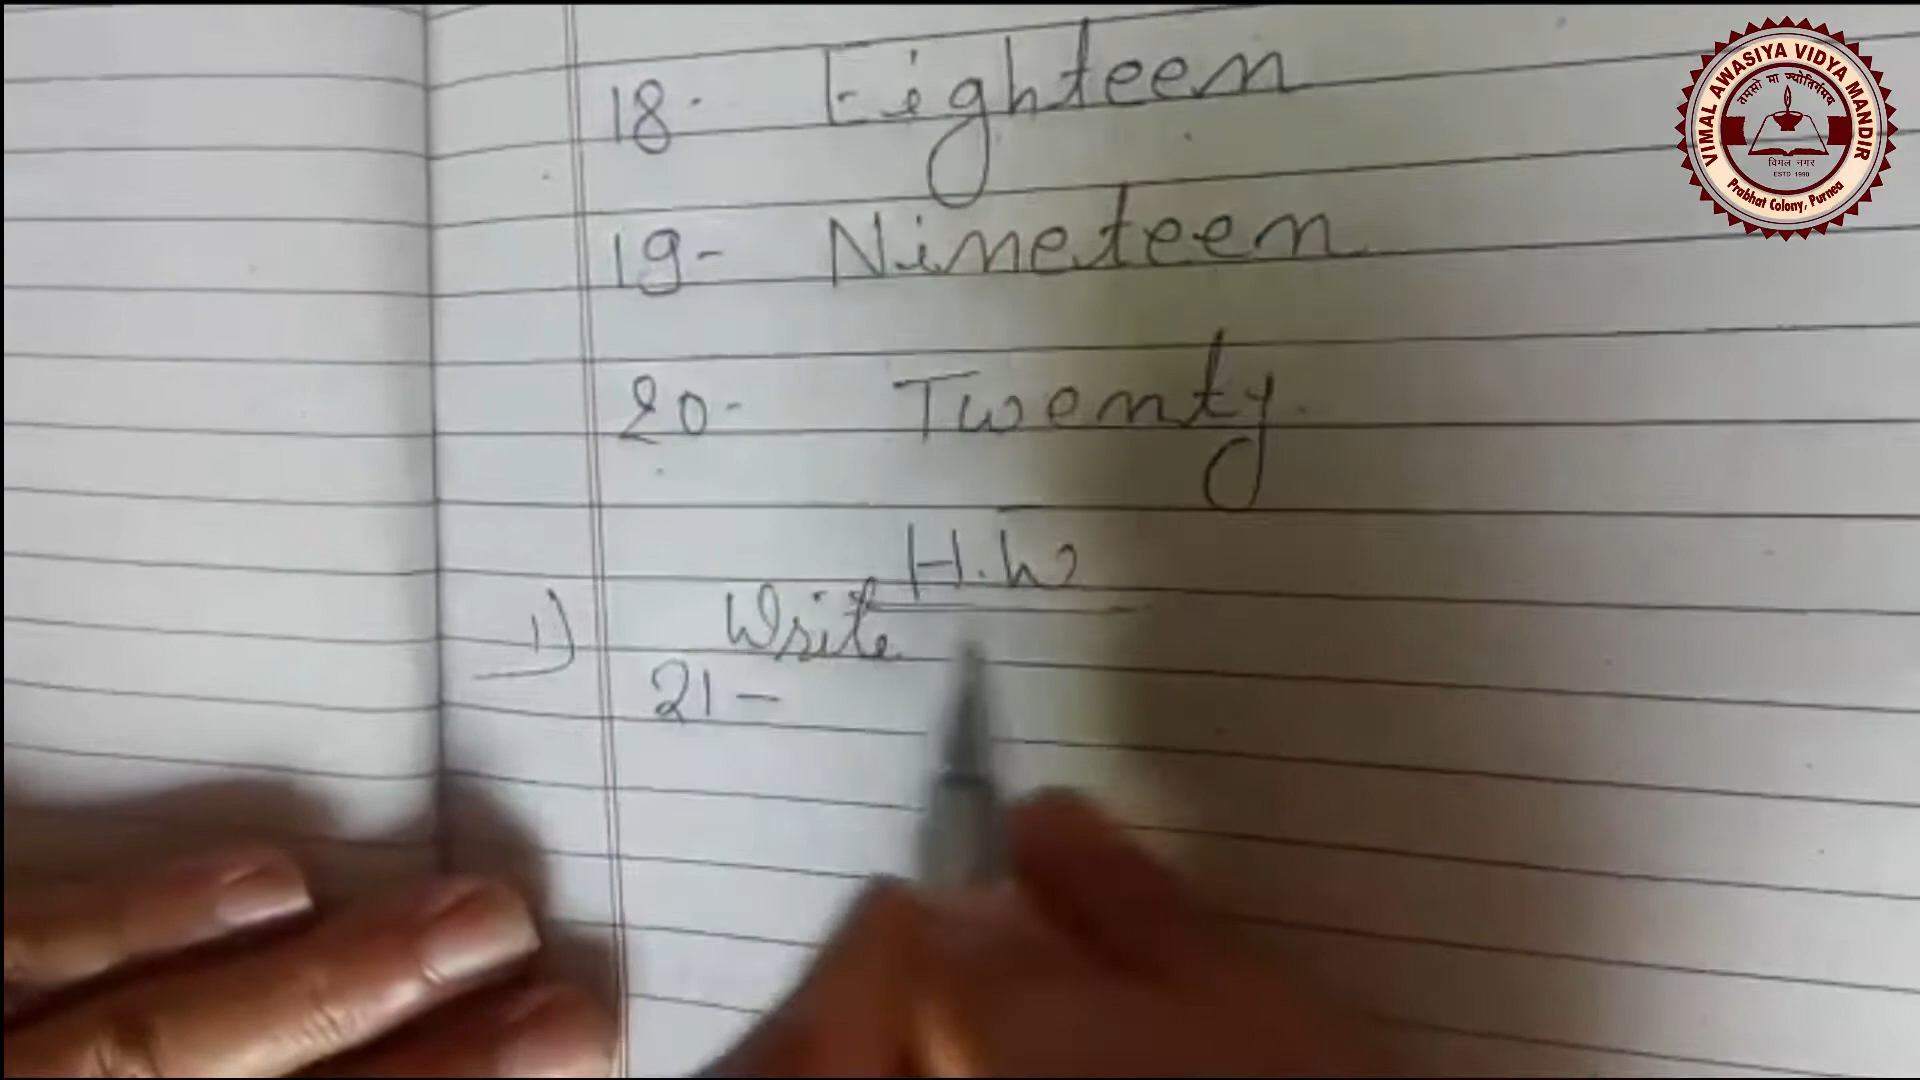 18- Eighteen
19- Nineteen
20- Twenty
H.W
1) Write
21-
VIMAL AWASIYA VIDYA MANDIR
तमसो मा ज्योतिर्गमय
विमल नगर
ESTD 1990
Prabhat Colony, Purnea